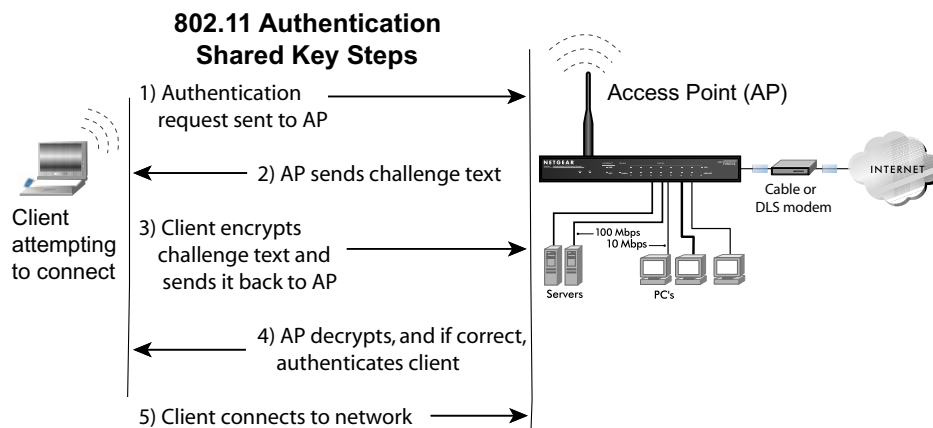 802.11 Authentication
Shared Key Steps
1) Authentication
request sent to AP
2) AP sends challenge text
3) Client encrypts
challenge text and
sends it back to AP
4) AP decrypts, and if correct,
authenticates client
5) Client connects to network
Client
attempting
to connect
Access Point (AP)
NETGEAR
INTERNET
Cable or
DLS modem
100 Mbps
10 Mbps
Servers
PC's